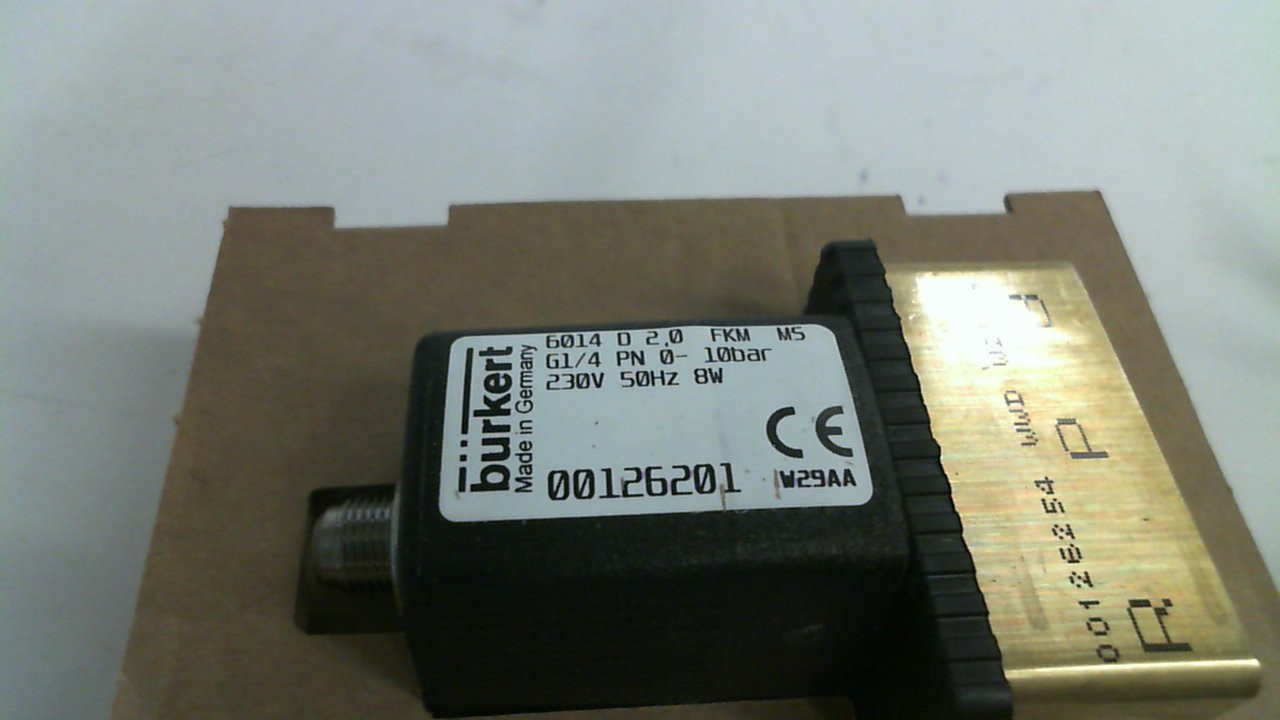 6014 D 2,0 FKM MS
G1/4 PN 0- 10bar
230V 50Hz 8W
bürkert
Made in Germany
00126201
CE
W29AA
WWD
P
R